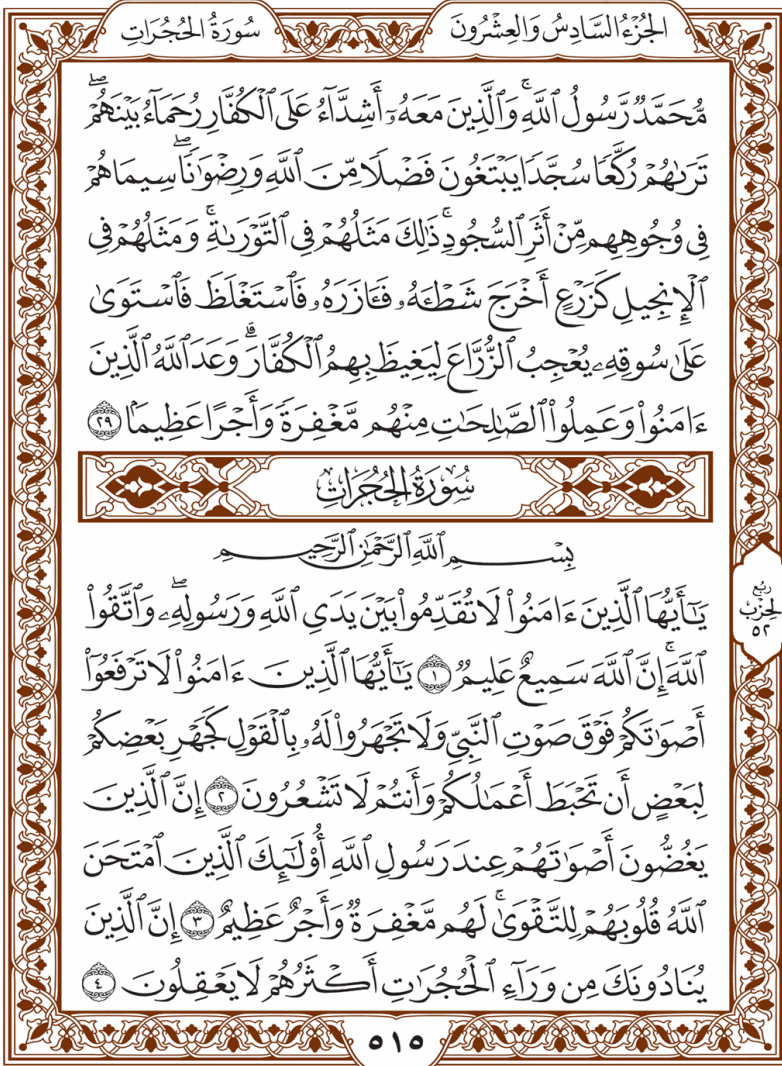 الجُزْءُ السَّادِسُ وَالعِشْرُونَ
سُورَةُ الحُجُرَاتِ
مُّحَمَّدٌ رَّسُولُ ٱللَّهِۚ وَٱلَّذِينَ مَعَهُۥٓ أَشِدَّآءُ عَلَى ٱلْكُفَّارِ رُحَمَآءُ بَيْنَهُمْۖ
تَرَىٰهُمْ رُكَّعًا سُجَّدًا يَبْتَغُونَ فَضْلًا مِّنَ ٱللَّهِ وَرِضْوَٰنًاۖ سِيمَاهُمْ
فِى وُجُوهِهِم مِّنْ أَثَرِ ٱلسُّجُودِۚ ذَٰلِكَ مَثَلُهُمْ فِى ٱلتَّوْرَىٰةِۚ وَمَثَلُهُمْ فِى
ٱلْإِنجِيلِ كَزَرْعٍ أَخْرَجَ شَطْـَٔهُۥ فَـَٔازَرَهُۥ فَٱسْتَغْلَظَ فَٱسْتَوَىٰ
عَلَىٰ سُوقِهِۦ يُعْجِبُ ٱلزُّرَّاعَ لِيَغِيظَ بِهِمُ ٱلْكُفَّارَۗ وَعَدَ ٱللَّهُ ٱلَّذِينَ
ءَامَنُوا۟ وَعَمِلُوا۟ ٱلصَّٰلِحَٰتِ مِنْهُم مَّغْفِرَةً وَأَجْرًا عَظِيمًۢا ٢٩
سُورَةُ الحُجُرَاتِ
بِسْمِ ٱللَّهِ ٱلرَّحْمَٰنِ ٱلرَّحِيمِ
يَٰٓأَيُّهَا ٱلَّذِينَ ءَامَنُوا۟ لَا تُقَدِّمُوا۟ بَيْنَ يَدَىِ ٱللَّهِ وَرَسُولِهِۦۖ وَٱتَّقُوا۟
ٱللَّهَۚ إِنَّ ٱللَّهَ سَمِيعٌ عَلِيمٌ ١ يَٰٓأَيُّهَا ٱلَّذِينَ ءَامَنُوا۟ لَا تَرْفَعُوٓا۟
أَصْوَٰتَكُمْ فَوْقَ صَوْتِ ٱلنَّبِىِّ وَلَا تَجْهَرُوا۟ لَهُۥ بِٱلْقَوْلِ كَجَهْرِ بَعْضِكُمْ
لِبَعْضٍ أَن تَحْبَطَ أَعْمَٰلُكُمْ وَأَنتُمْ لَا تَشْعُرُونَ ٢ إِنَّ ٱلَّذِينَ
يَغُضُّونَ أَصْوَٰتَهُمْ عِندَ رَسُولِ ٱللَّهِ أُو۟لَٰٓئِكَ ٱلَّذِينَ ٱمْتَحَنَ
ٱللَّهُ قُلُوبَهُمْ لِلتَّقْوَىٰۚ لَهُم مَّغْفِرَةٌ وَأَجْرٌ عَظِيمٌ ٣ إِنَّ ٱلَّذِينَ
يُنَادُونَكَ مِن وَرَآءِ ٱلْحُجُرَٰتِ أَكْثَرُهُمْ لَا يَعْقِلُونَ ٤
رُبْع
الحِزْب
٥٢
٥١٥